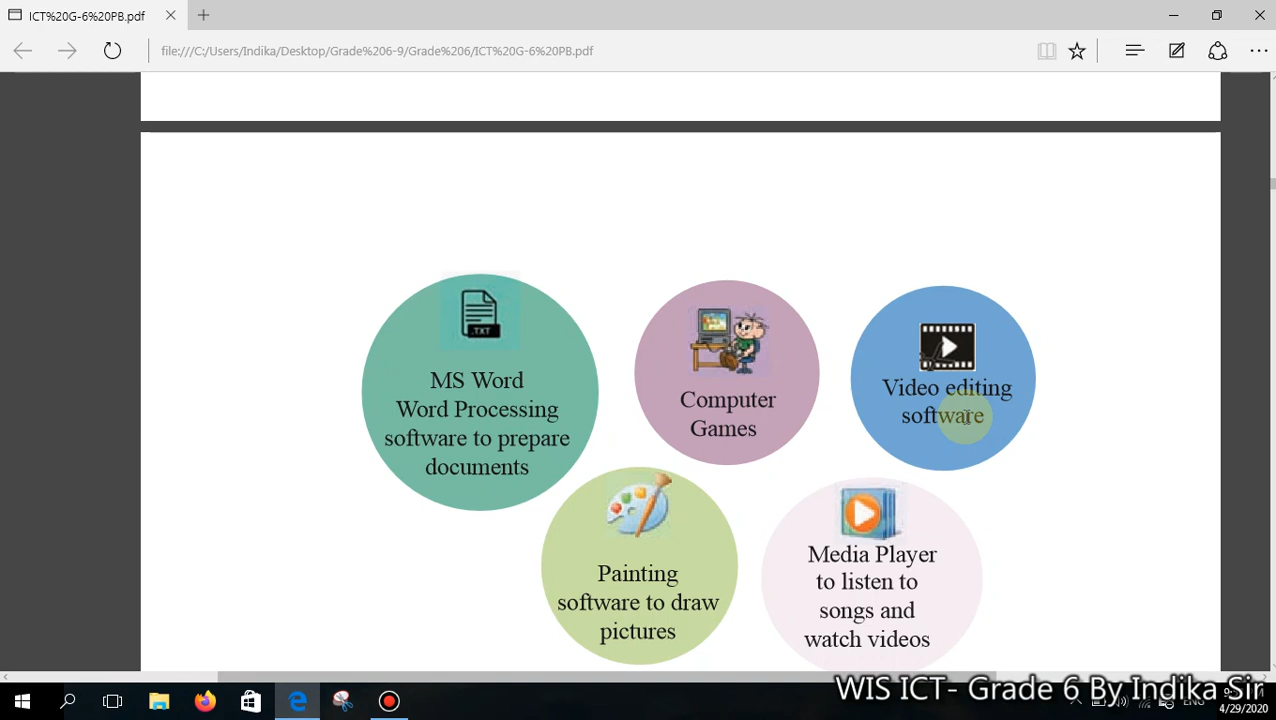 ICT%20G-6%20PB.pdf
file:///C:/Users/Indika/Desktop/Grade%206-9/Grade%206/ICT%20G-6%20PB.pdf
.TXT
MS Word
Word Processing
software to prepare
documents
Computer
Games
Video editing
software
Painting
software to draw
pictures
Media Player
to listen to
songs and
watch videos
WIS ICT- Grade 6 By Indika Sir
ENG
4/29/2020